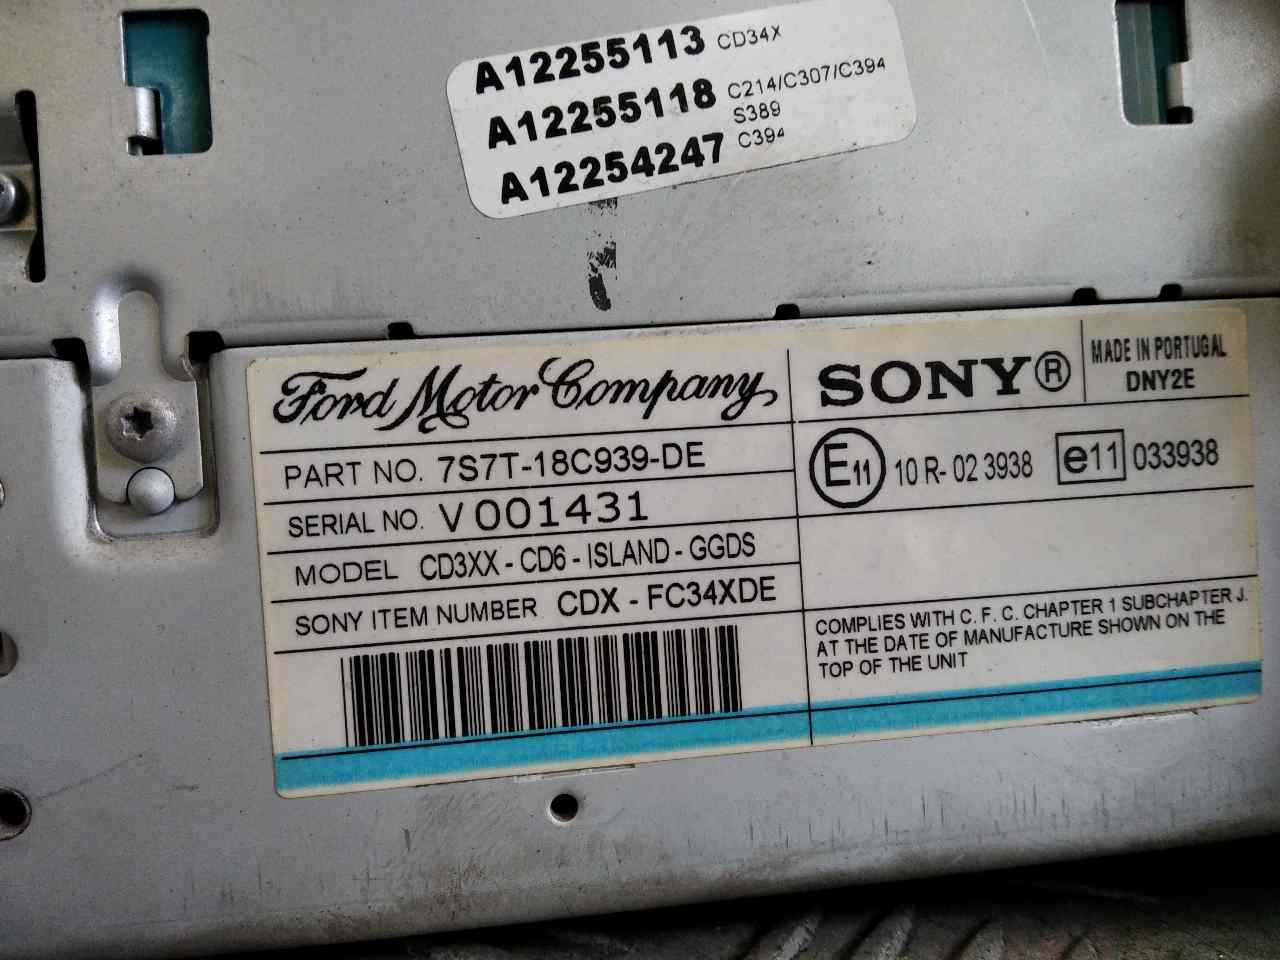 A12255113 CD34X
A12255118 C214/C307/C394
S389
A12254247 C394
Ford Motor Company
PART NO. 7S7T-18C939-DE
SERIAL NO. V001431
MODEL CD3XX - CD6 - ISLAND - GGDS
SONY ITEM NUMBER CDX - FC34XDE
SONY®
MADE IN PORTUGAL
DNY2E
E11 10 R- 02 3938 e11 033938
COMPLIES WITH C. F. C. CHAPTER 1 SUBCHAPTER J.
AT THE DATE OF MANUFACTURE SHOWN ON THE
TOP OF THE UNIT